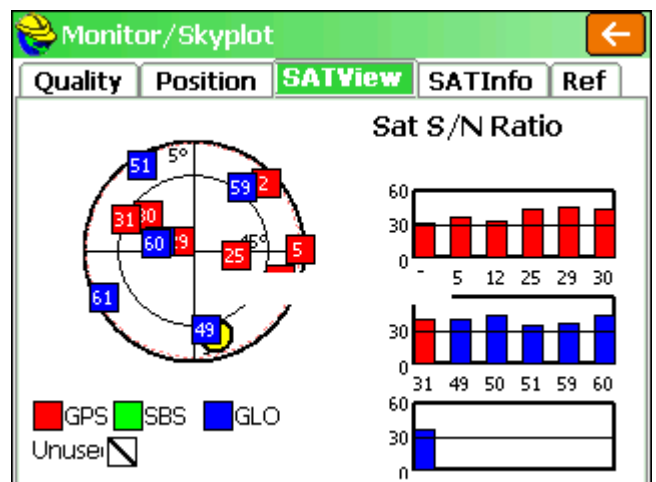 Monitor/Skyplot
Quality Position SATView SATInfo Ref
Sat S/N Ratio
51 5°
59 2
31 30
60 29
25 45°
5
61
49
60
30
0
- 5 12 25 29 30
30
0
31 49 50 51 59 60
60
30
0
GPS SBS GLO
Unuse